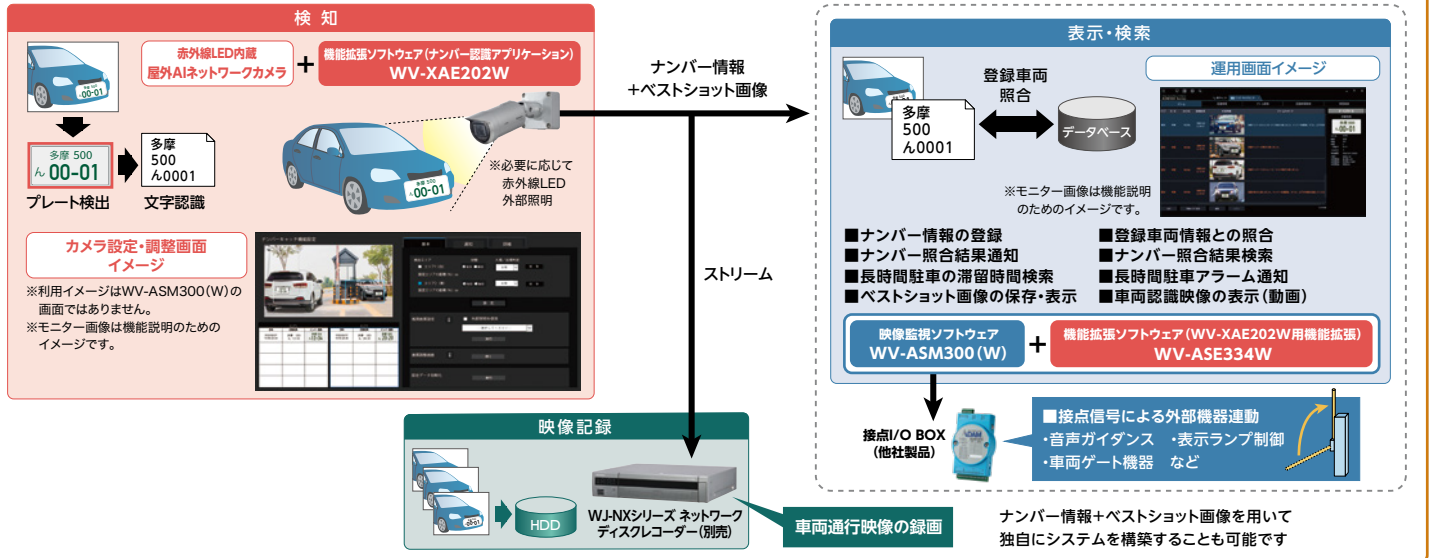 検 知
00-01
赤外線LED内蔵
屋外AIネットワークカメラ
+
機能拡張ソフトウェア(ナンバー認識アプリケーション)
WV-XAE202W
多摩 500
ん 00-01
プレート検出
多摩
500
ん0001
文字認識
多摩 500
00-01
※必要に応じて
赤外線LED
外部照明
カメラ設定・調整画面
イメージ
※利用イメージはWV-ASM300(W)の
画面ではありません。
※モニター画像は機能説明のための
イメージです。
ナンバーキャッチ機能設定
ナンバー情報
+ベストショット画像
ストリーム
映像記録
00-01
HDD
WJ-NXシリーズ ネットワーク
ディスクレコーダー(別売)
車両通行映像の録画
表示・検索
多摩
500
ん0001
登録車両
照合
データベース
運用画面イメージ
00-01
※モニター画像は機能説明
のためのイメージです。
■ナンバー情報の登録
■登録車両情報との照合
■ナンバー照合結果通知
■ナンバー照合結果検索
■長時間駐車の滞留時間検索
■長時間駐車アラーム通知
■ベストショット画像の保存・表示
■車両認識映像の表示(動画)
映像監視ソフトウェア
WV-ASM300(W)
+
機能拡張ソフトウェア(WV-XAE202W用機能拡張)
WV-ASE334W
接点I/O BOX
(他社製品)
ADAM
■接点信号による外部機器連動
・音声ガイダンス ・表示ランプ制御
・車両ゲート機器 など
ナンバー情報+ベストショット画像を用いて
独自にシステムを構築することも可能です